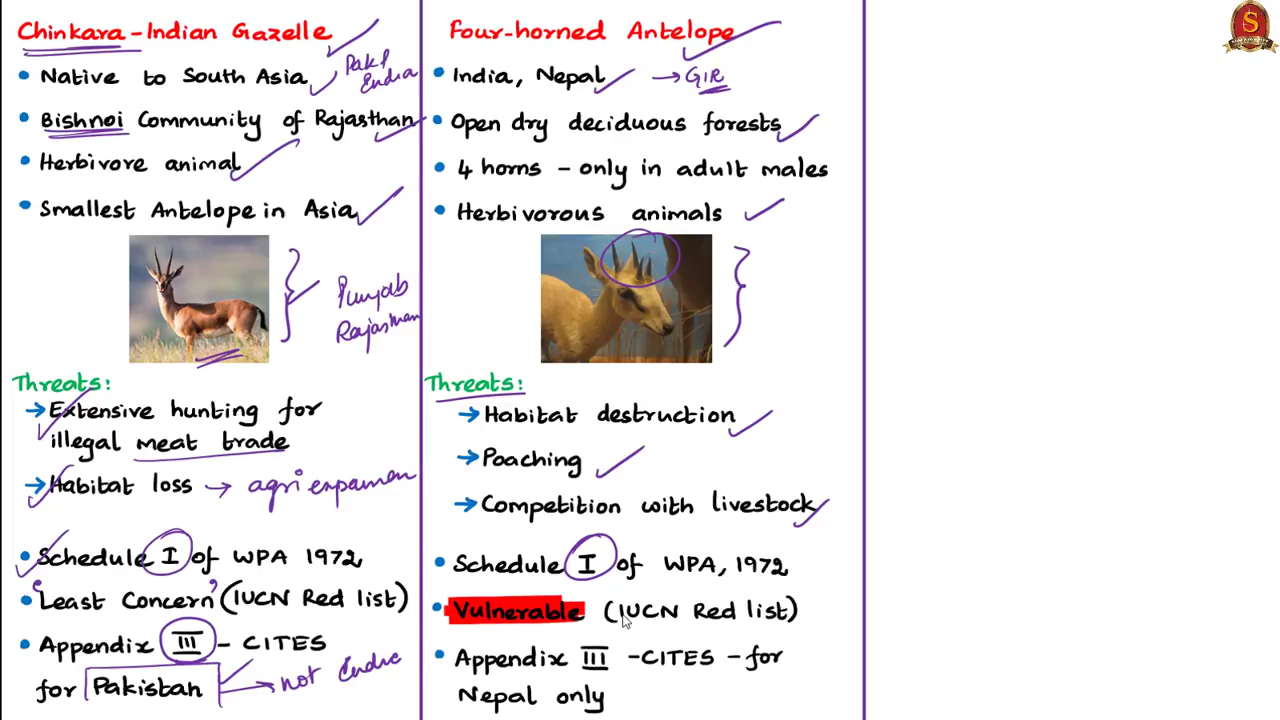 Chinkara - Indian Gazelle
Native to South Asia
Pak &
India
Bishnoi Community of Rajasthan
Herbivore animal
Smallest Antelope in Asia
Punjab
Rajasthan
Threats:
→ Extensive hunting for
illegal meat trade
→ Habitat loss → agri expansion
Schedule I of WPA 1972
"Least Concern" (IUCN Red list)
Appendix III - CITES
for Pakistan → not India
Four-horned Antelope
India, Nepal → GIR
Open dry deciduous forests
4 horns - only in adult males
Herbivorous animals
Threats:
→ Habitat destruction
→ Poaching
→ Competition with livestock
Schedule I of WPA, 1972
Vulnerable (IUCN Red list)
Appendix III - CITES - for
Nepal only
S